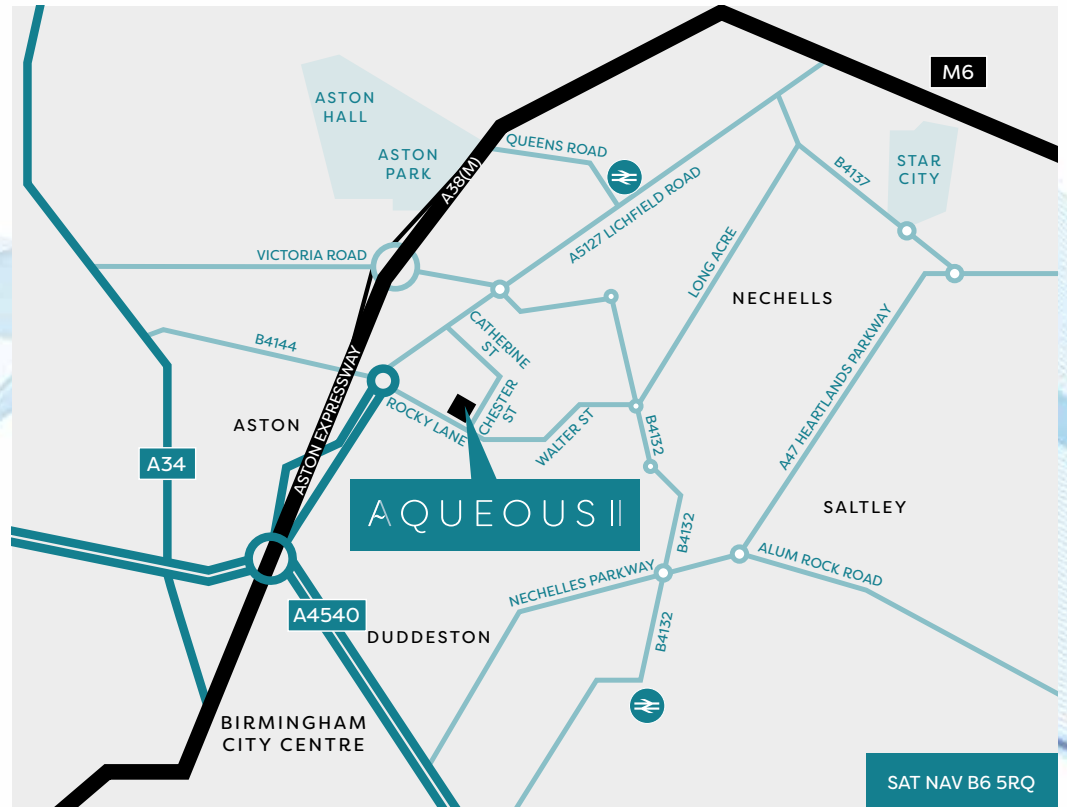 M6
ASTON
HALL
ASTON
PARK
QUEENS ROAD
A38(M)
STAR
CITY
B4137
A5127 LICHFIELD ROAD
VICTORIA ROAD
LONG ACRE
NECHELLS
B4144
CATHERINE
ST
CHESTER
ST
ASTON EXPRESSWAY
ROCKY LANE
ASTON
WALTER ST
B4132
A47 HEARTLANDS PARKWAY
A34
AQUEOUS II
SALTLEY
B4132
ALUM ROCK ROAD
NECHELLES PARKWAY
A4540
DUDDESTON
B4132
BIRMINGHAM
CITY CENTRE
SAT NAV B6 5RQ